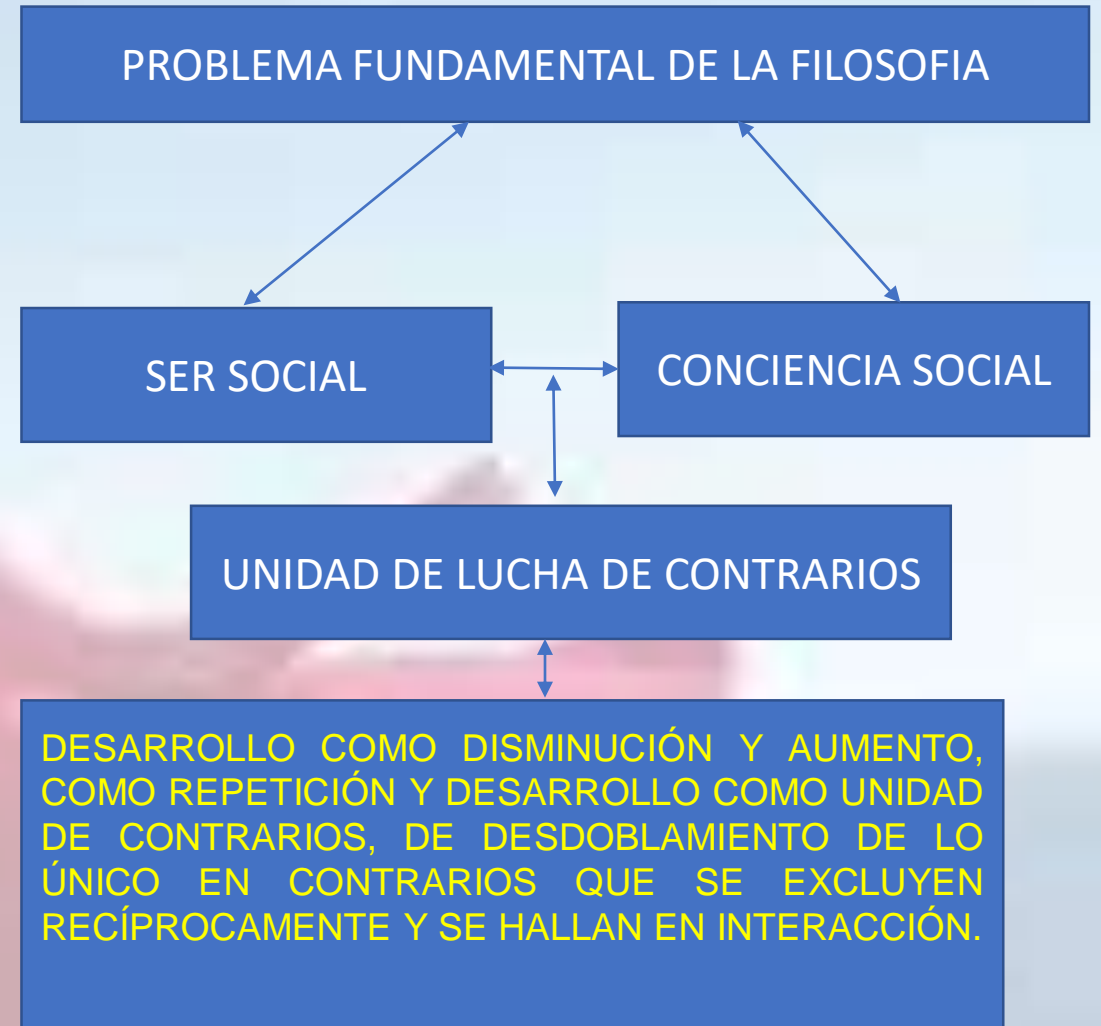 PROBLEMA FUNDAMENTAL DE LA FILOSOFIA
SER SOCIAL
CONCIENCIA SOCIAL
UNIDAD DE LUCHA DE CONTRARIOS
DESARROLLO COMO DISMINUCIÓN Y AUMENTO,
COMO REPETICIÓN Y DESARROLLO COMO UNIDAD
DE CONTRARIOS, DE DESDOBLAMIENTO DE LO
ÚNICO EN CONTRARIOS QUE SE EXCLUYEN
RECÍPROCAMENTE Y SE HALLAN EN INTERACCIÓN.